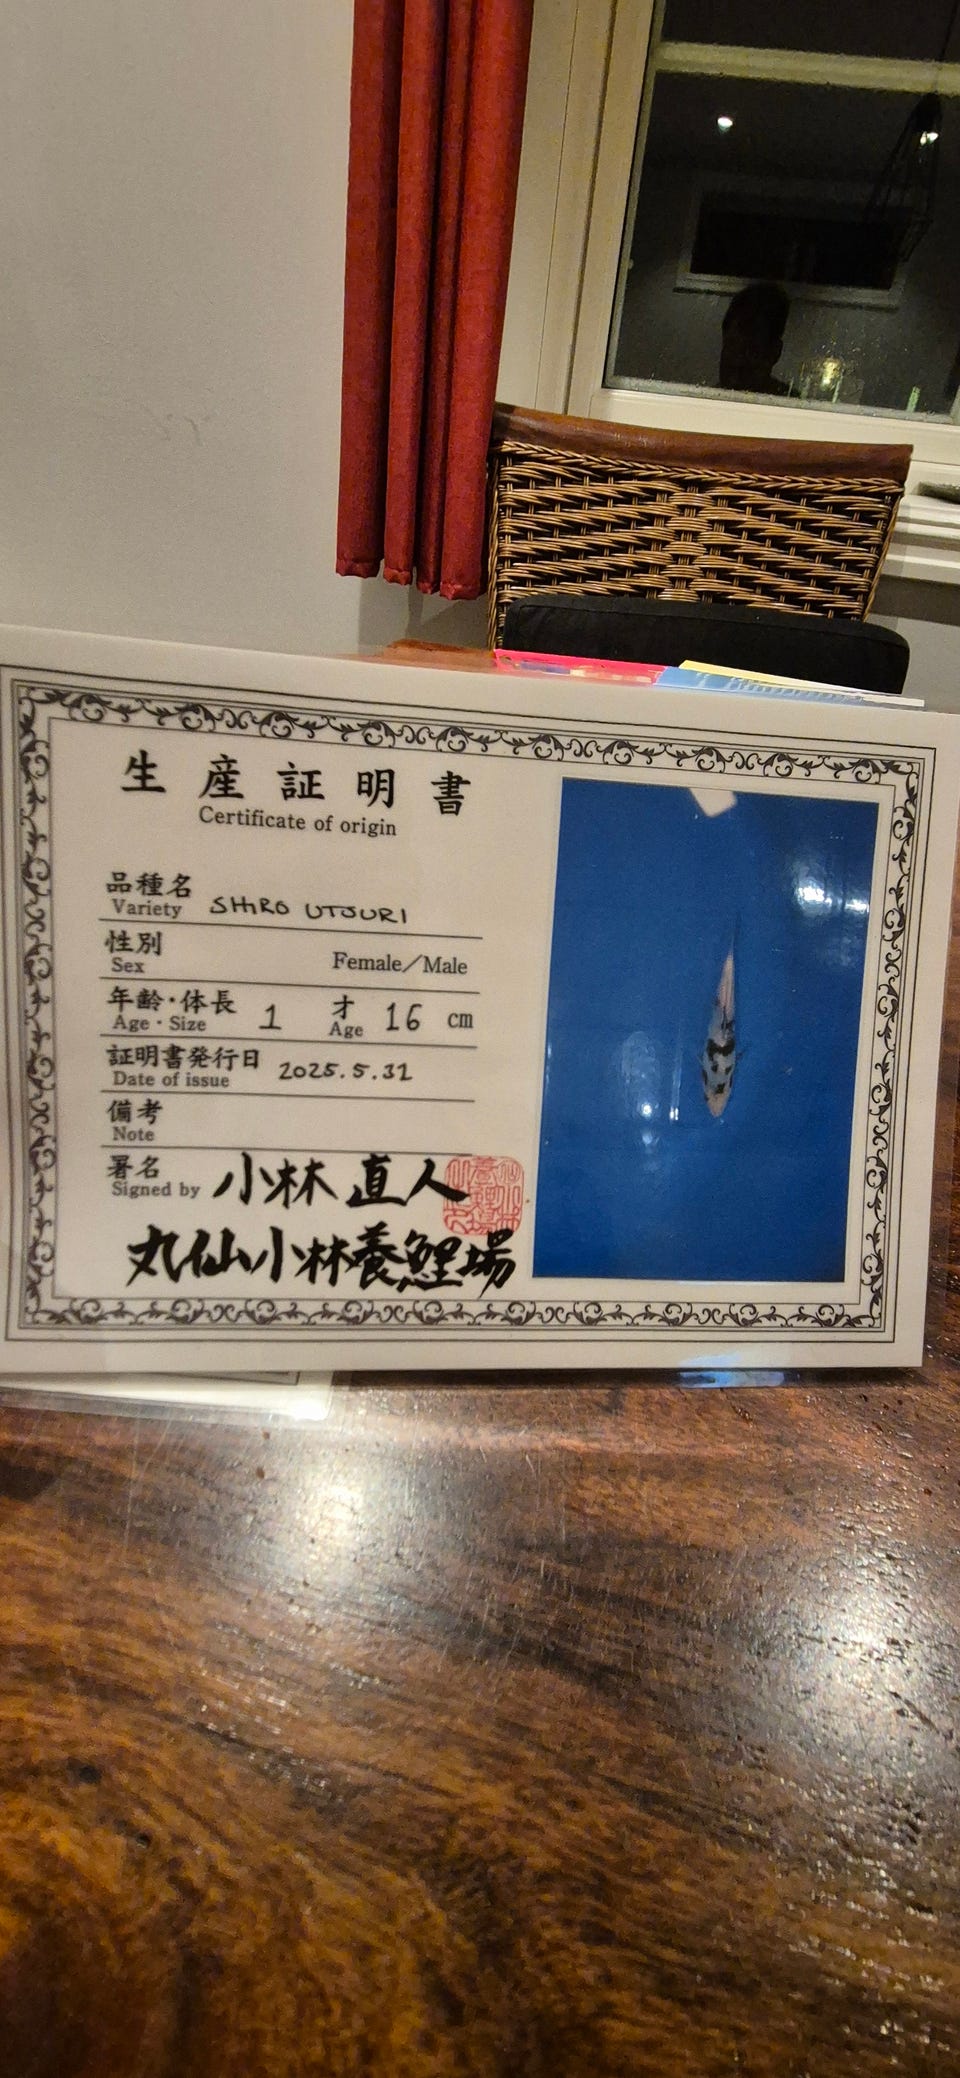 生産証明書
Certificate of origin
品種名
Variety SHIRO UTSURI
性別
Sex Female／Male
年齢・体長
Age・Size 1 才 Age 16 cm
証明書発行日
Date of issue 2025.5.31
備考
Note
署名
Signed by 小林 直人
丸仙小林養鯉場